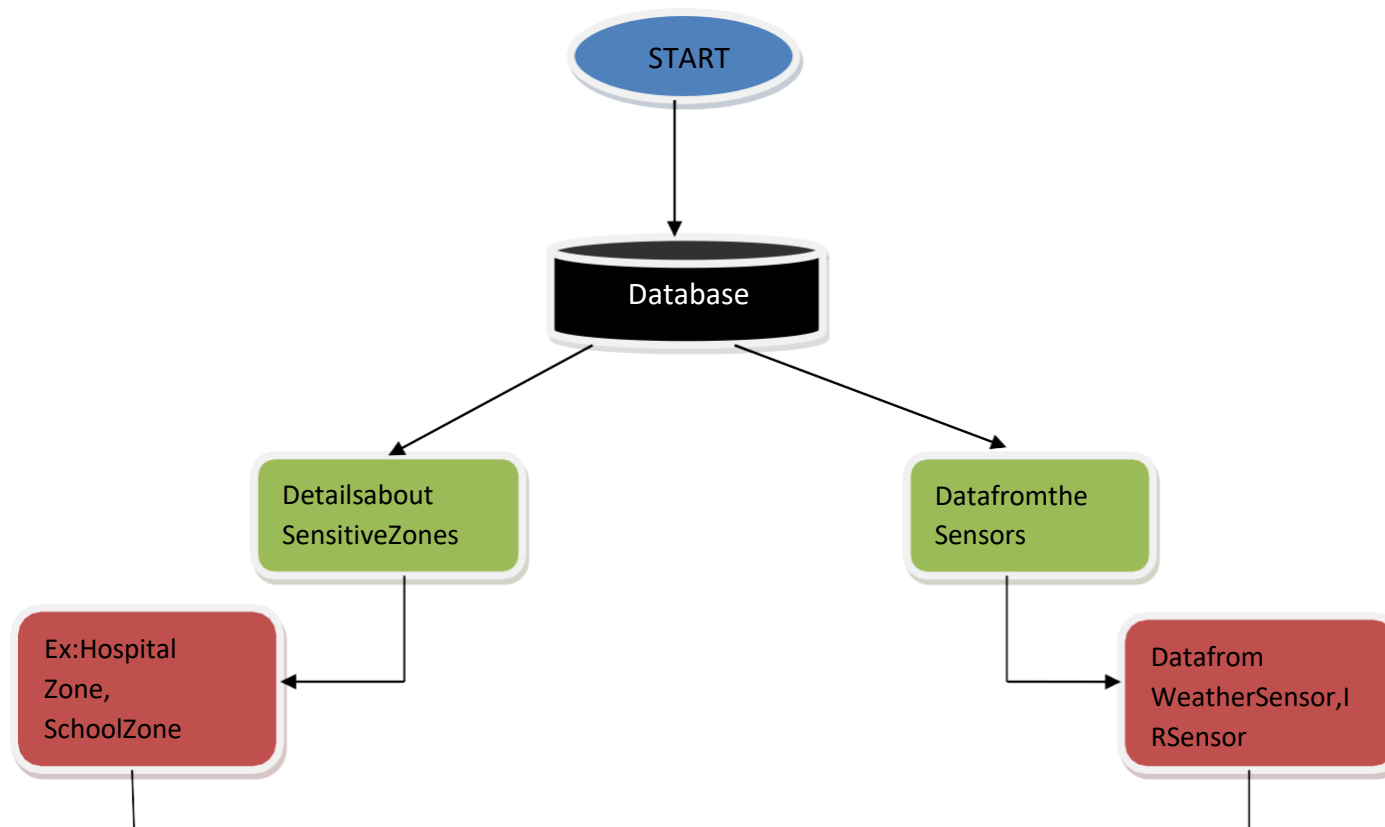 START
Database
Detailsabout
SensitiveZones
Datafromthe
Sensors
Ex:Hospital
Zone,
SchoolZone
Datafrom
WeatherSensor,I
RSensor